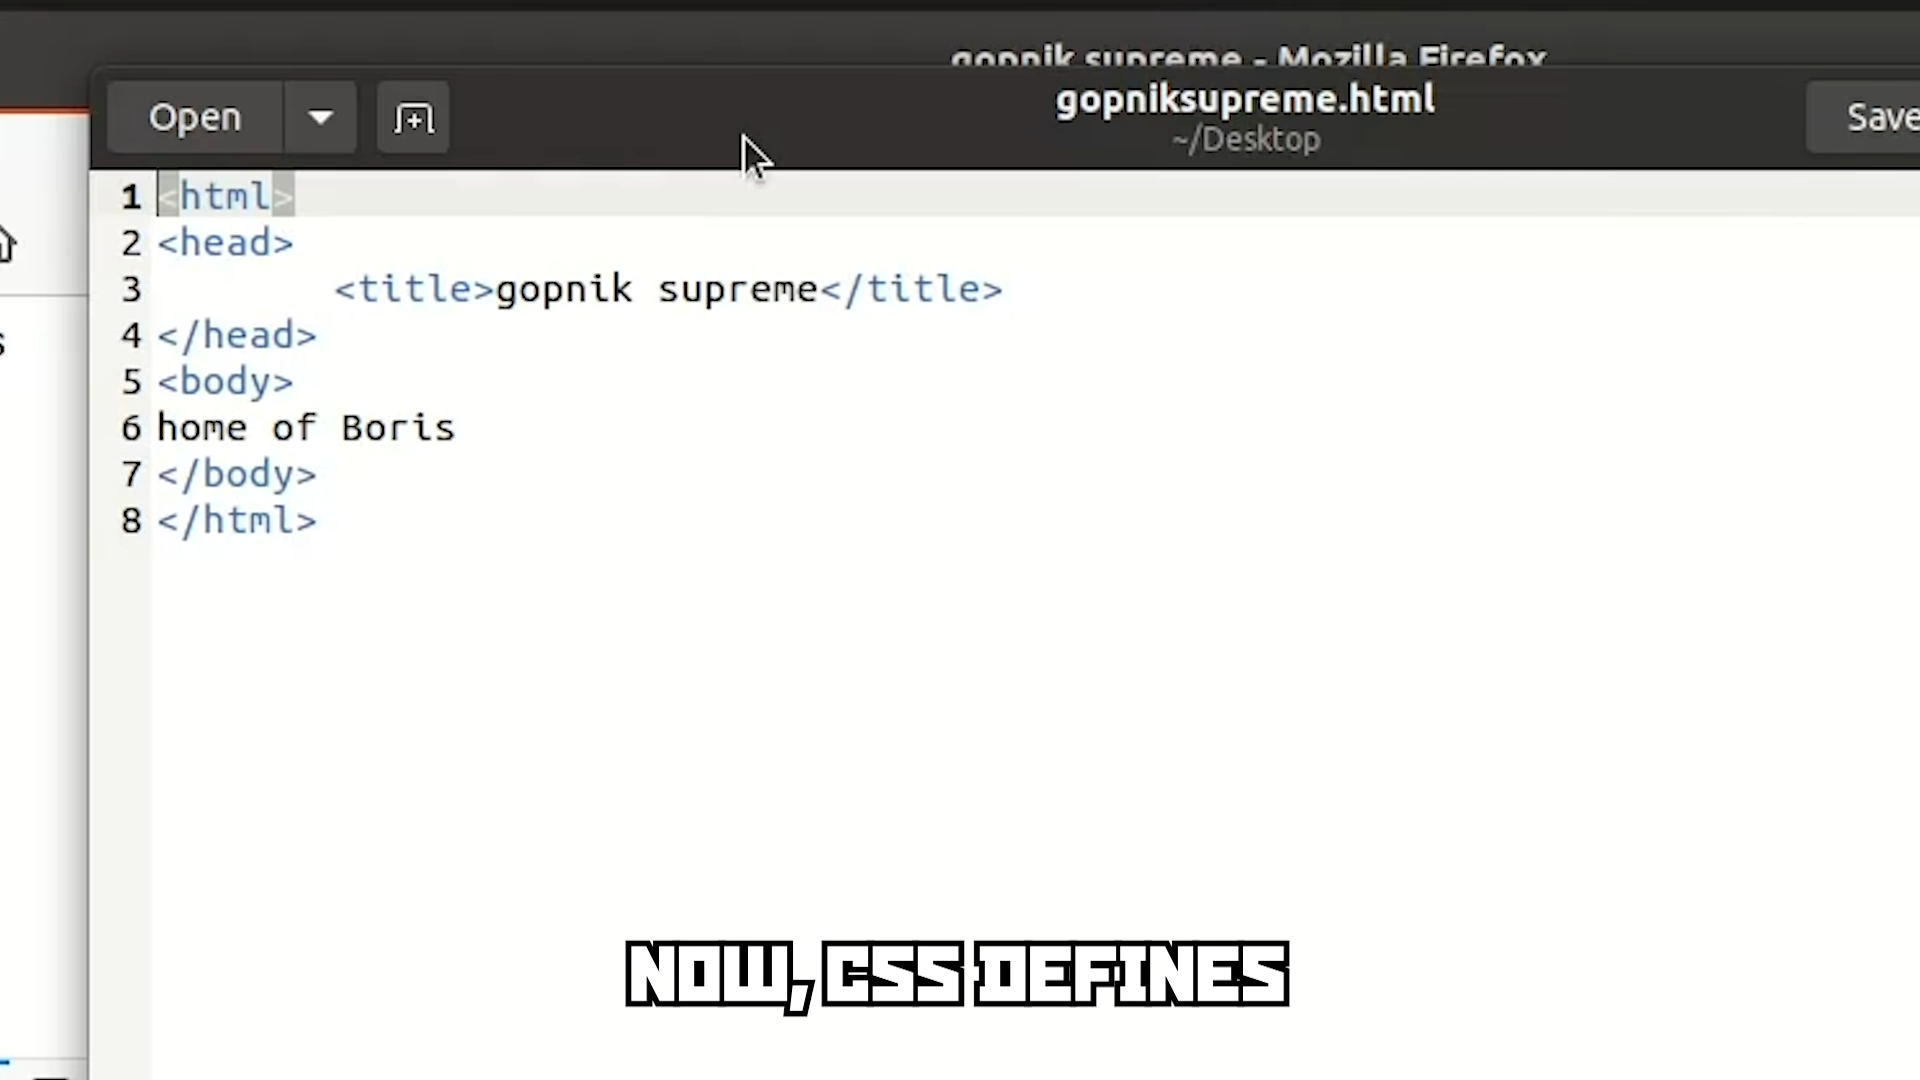 gopnik supreme - Mozilla Firefox
Open
gopniksupreme.html
~/Desktop
Save
1 <html>
2 <head>
3 <title>gopnik supreme</title>
4 </head>
5 <body>
6 home of Boris
7 </body>
8 </html>
NOW, CSS DEFINES